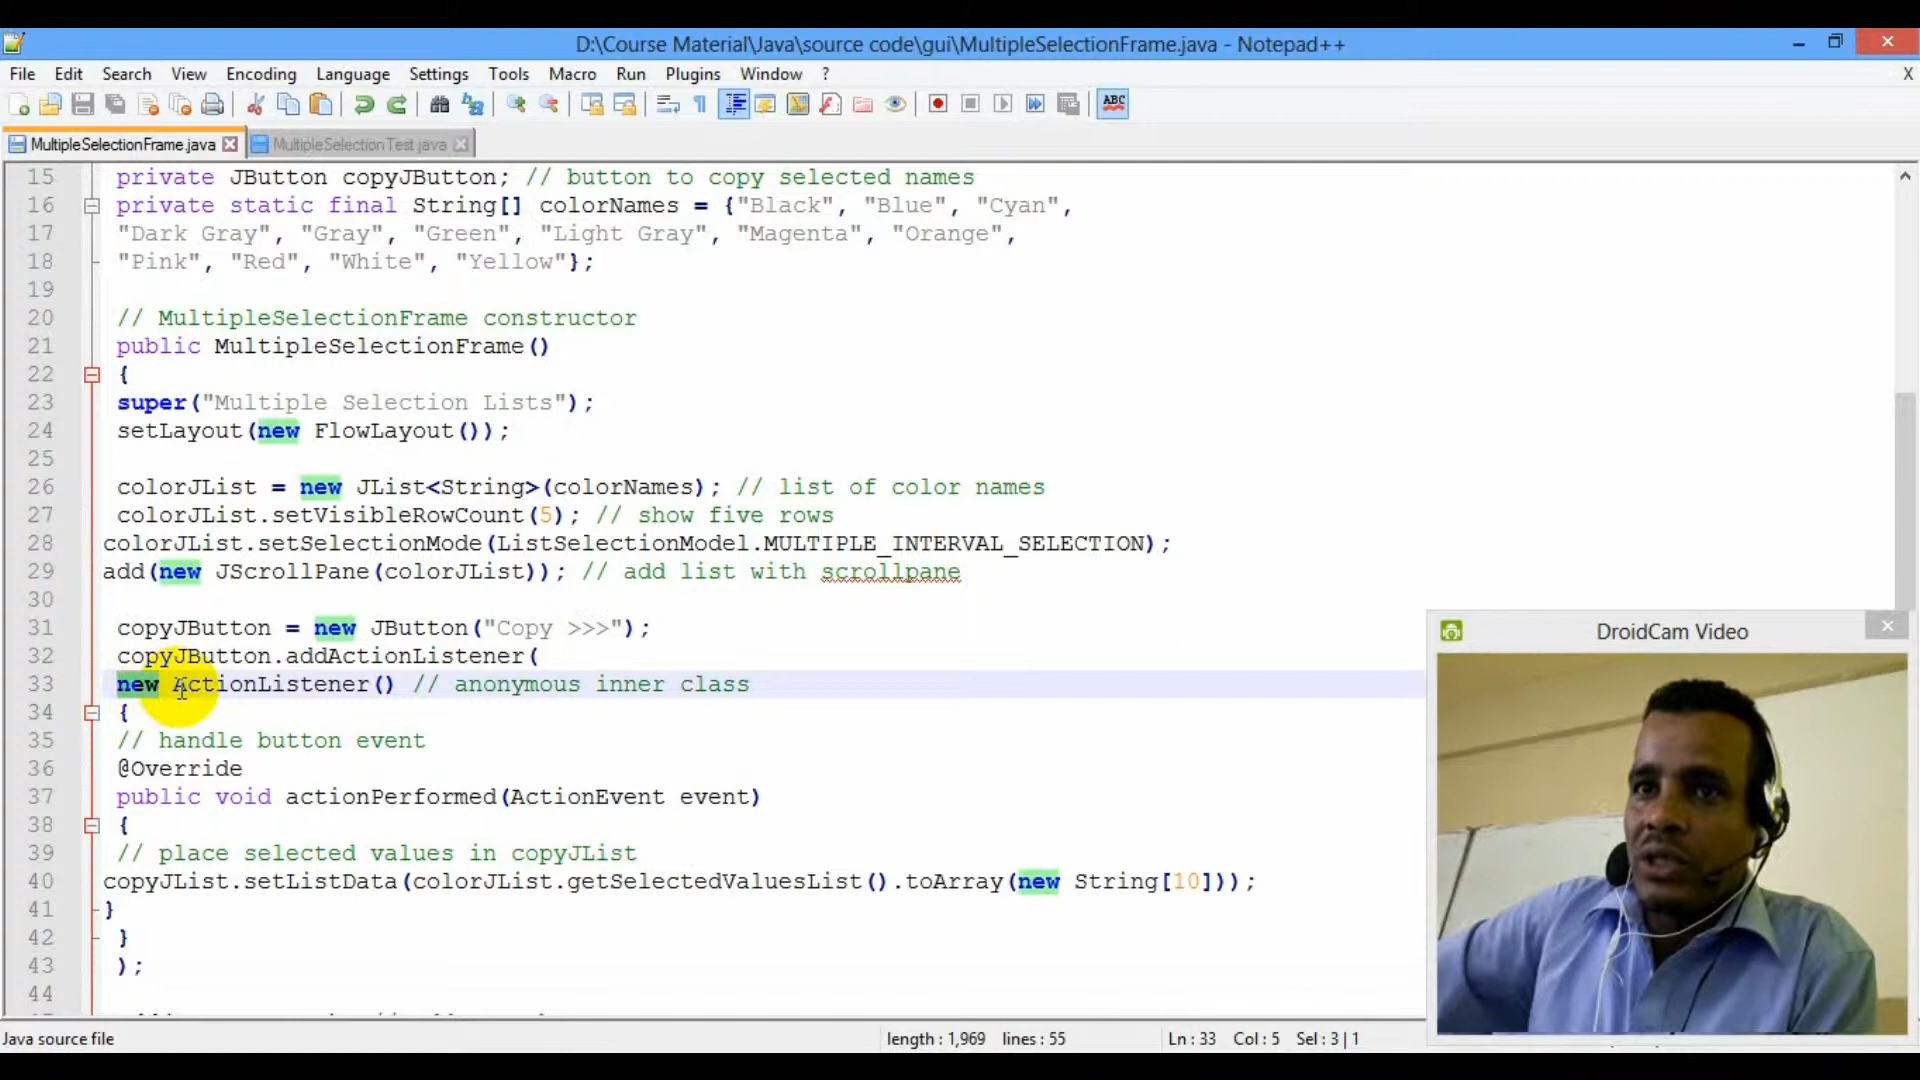 D:\Course Material\Java\source code\gui\MultipleSelectionFrame.java - Notepad++
File Edit Search View Encoding Language Settings Tools Macro Run Plugins Window ? X
ABC
MultipleSelectionFrame.java MultipleSelectionTest.java
15 private JButton copyJButton; // button to copy selected names
16 private static final String[] colorNames = {"Black", "Blue", "Cyan",
17 "Dark Gray", "Gray", "Green", "Light Gray", "Magenta", "Orange",
18 "Pink", "Red", "White", "Yellow"};
19
20 // MultipleSelectionFrame constructor
21 public MultipleSelectionFrame()
22 {
23 super("Multiple Selection Lists");
24 setLayout(new FlowLayout());
25
26 colorJList = new JList<String>(colorNames); // list of color names
27 colorJList.setVisibleRowCount(5); // show five rows
28 colorJList.setSelectionMode(ListSelectionModel.MULTIPLE_INTERVAL_SELECTION);
29 add(new JScrollPane(colorJList)); // add list with scrollpane
30
31 copyJButton = new JButton("Copy >>>");
32 copyJButton.addActionListener(
33 new ActionListener() // anonymous inner class
34 {
35 // handle button event
36 @Override
37 public void actionPerformed(ActionEvent event)
38 {
39 // place selected values in copyJList
40 copyJList.setListData(colorJList.getSelectedValuesList().toArray(new String[10]));
41 }
42 }
43 );
44
DroidCam Video
Java source file length : 1,969 lines : 55 Ln : 33 Col : 5 Sel : 3 | 1